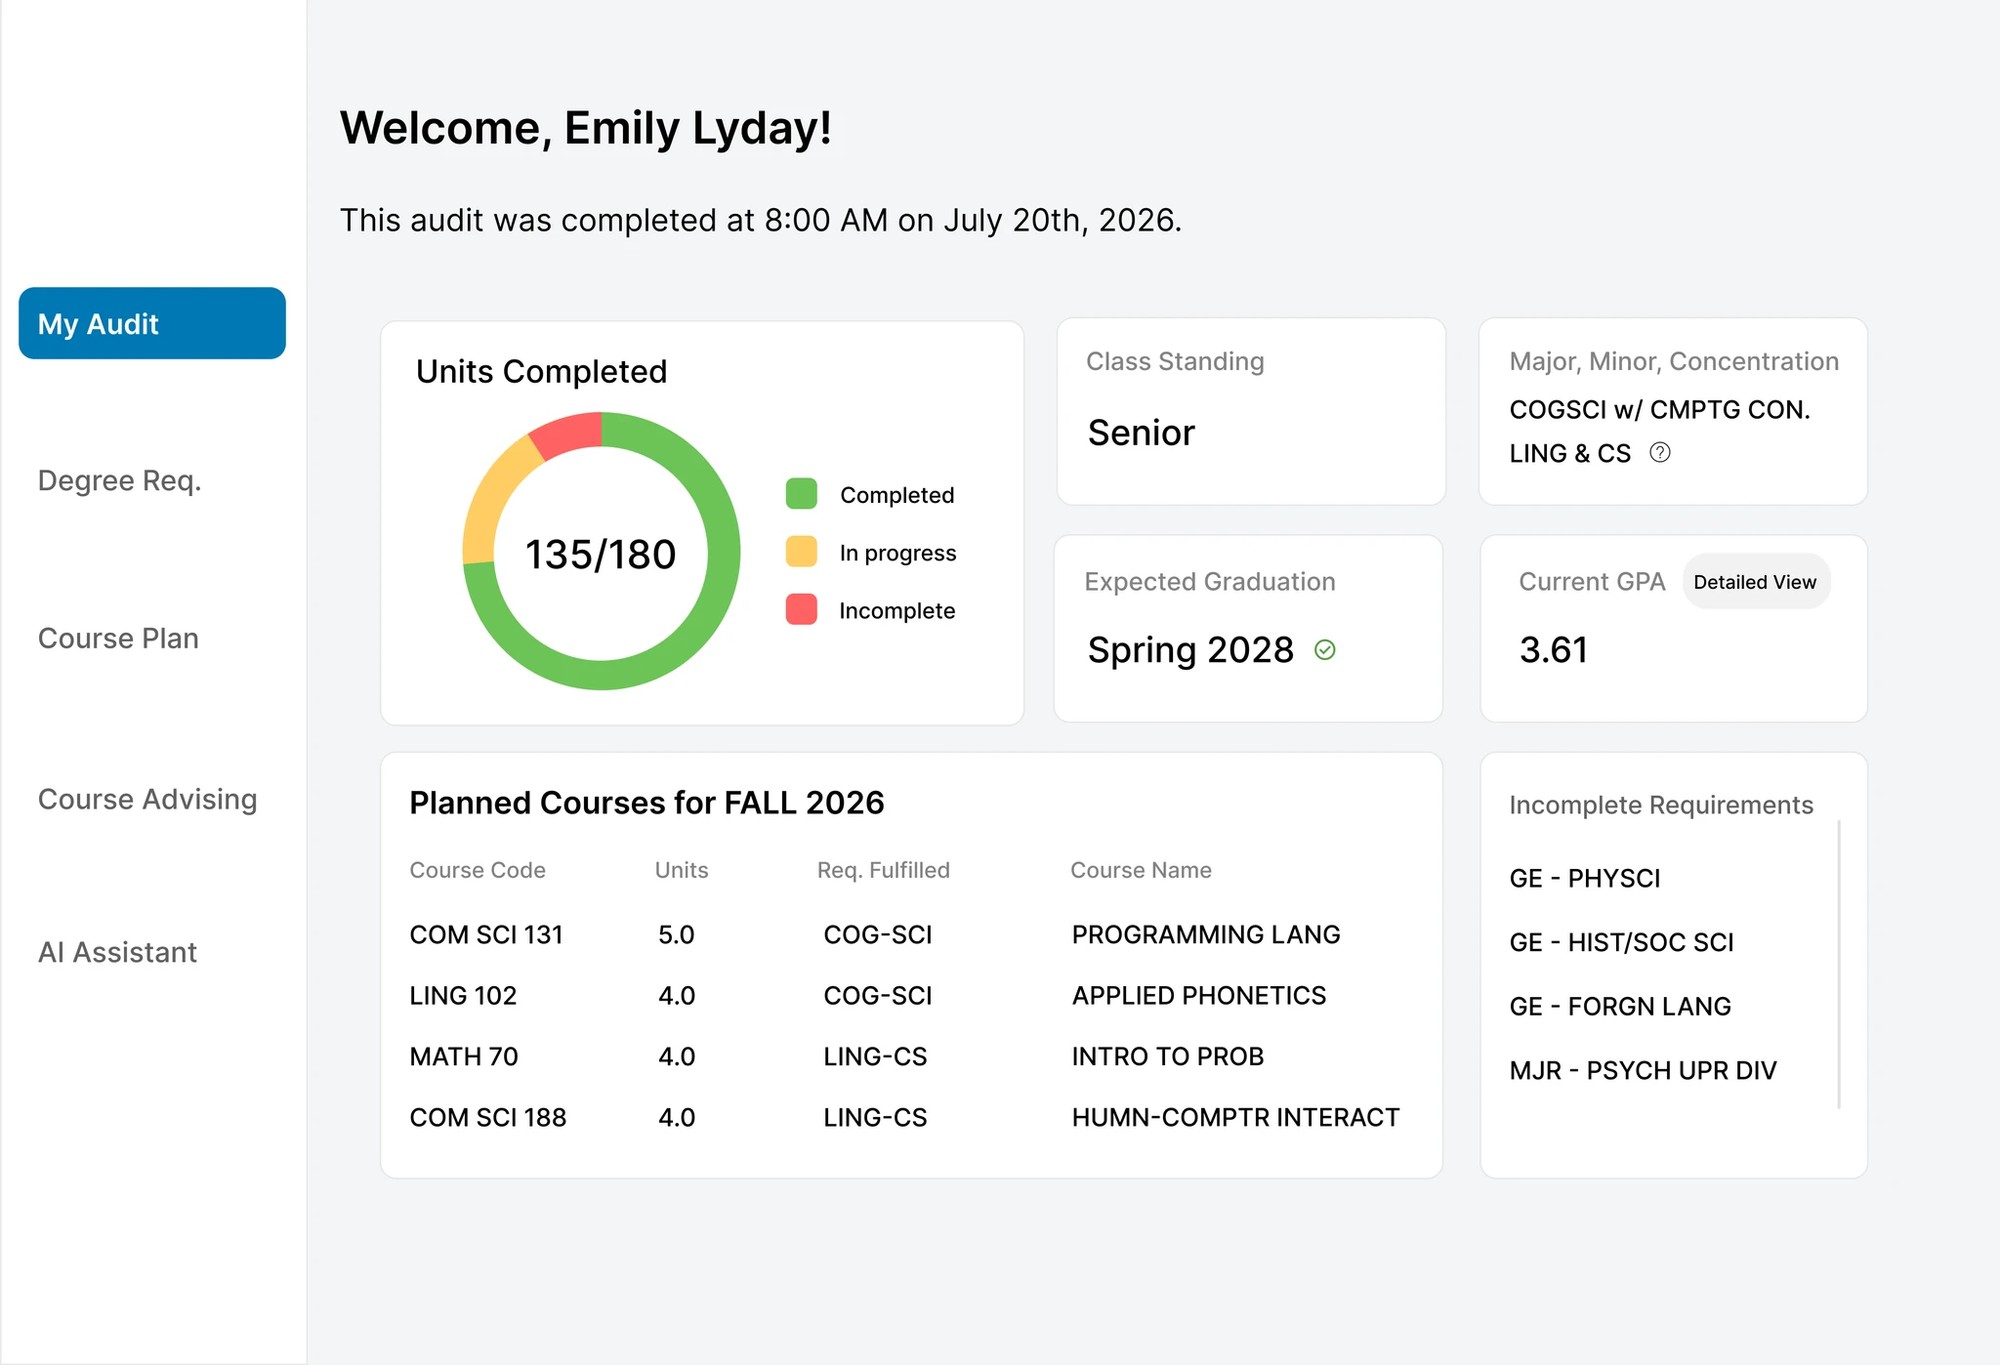 Welcome, Emily Lyday!
This audit was completed at 8:00 AM on July 20th, 2026.
My Audit
Degree Req.
Course Plan
Course Advising
AI Assistant
Units Completed
135/180
Completed
In progress
Incomplete
Class Standing
Senior
Major, Minor, Concentration
COGSCI w/ CMPTG CON.
LING & CS ?
Expected Graduation
Spring 2028
Current GPA Detailed View
3.61
Planned Courses for FALL 2026
Course Code Units Req. Fulfilled Course Name
COM SCI 131 5.0 COG-SCI PROGRAMMING LANG
LING 102 4.0 COG-SCI APPLIED PHONETICS
MATH 70 4.0 LING-CS INTRO TO PROB
COM SCI 188 4.0 LING-CS HUMN-COMPTR INTERACT
Incomplete Requirements
GE - PHYSCI
GE - HIST/SOC SCI
GE - FORGN LANG
MJR - PSYCH UPR DIV